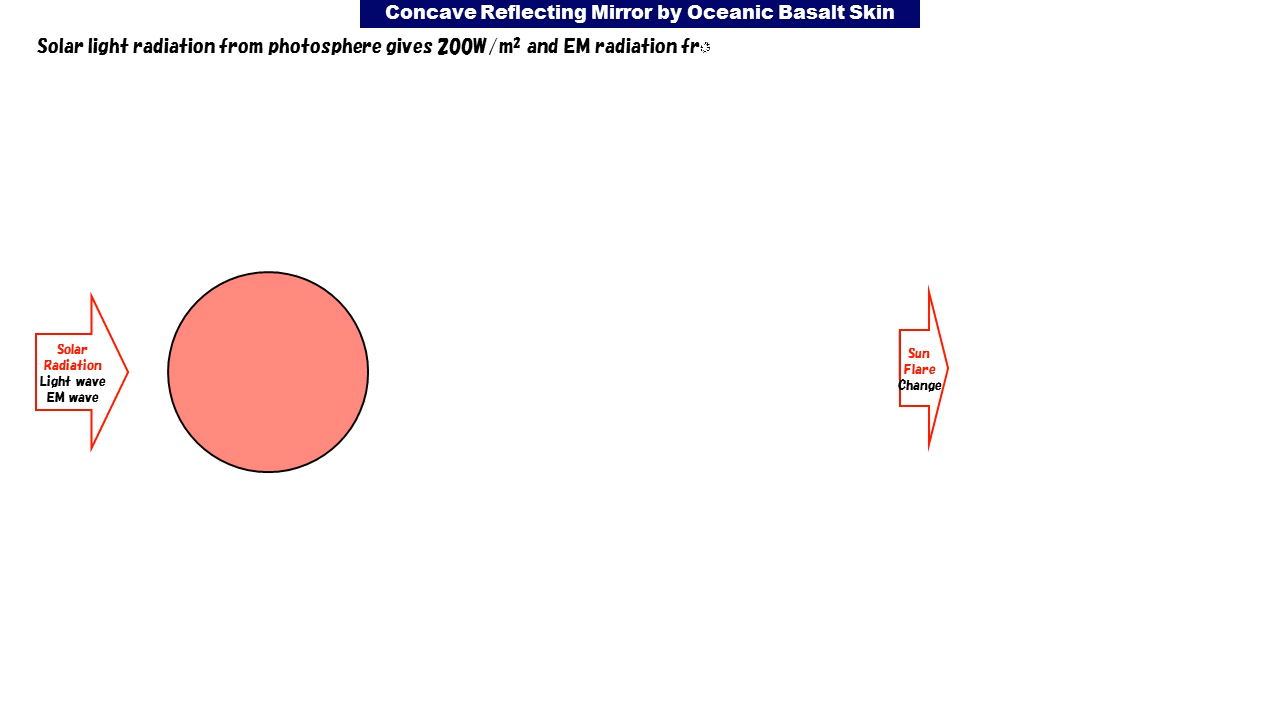 Concave Reflecting Mirror by Oceanic Basalt Skin
Solar light radiation from photosphere gives 200W/m² and EM radiation fr
Solar
Radiation
Light wave
EM wave
Sun
Flare
Change